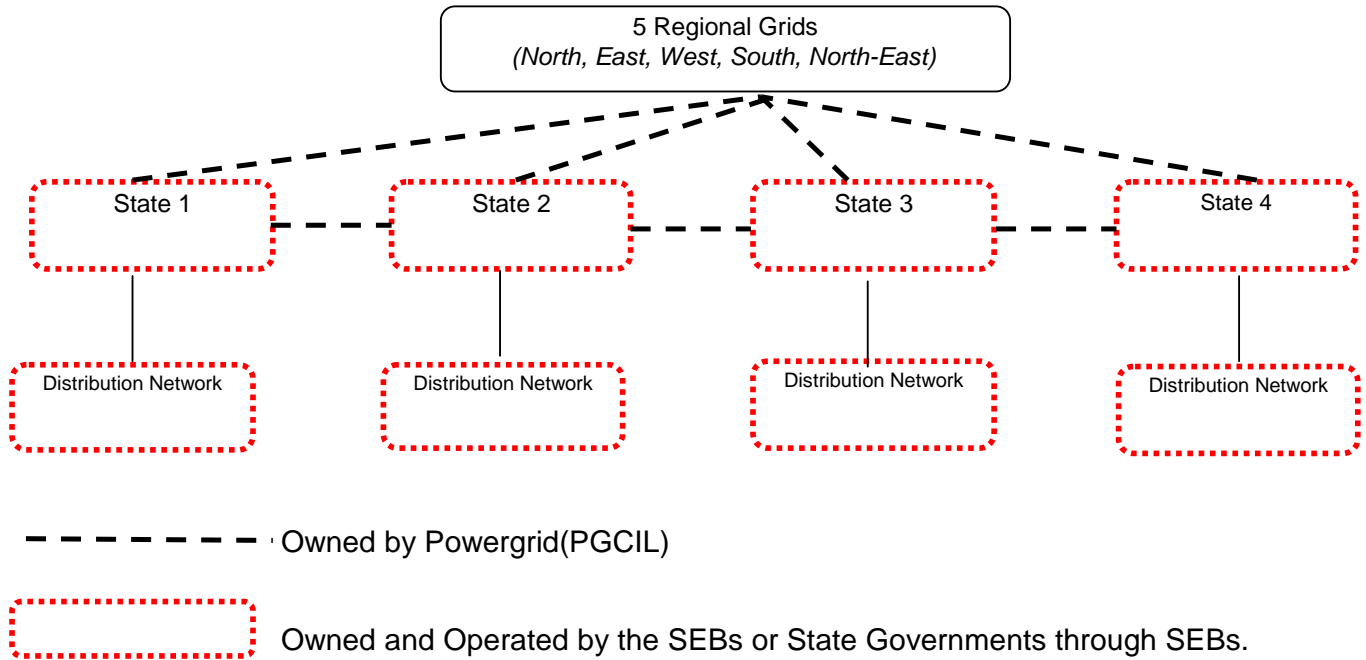 5 Regional Grids
(North, East, West, South, North-East)
State 1
State 2
State 3
State 4
Distribution Network
Distribution Network
Distribution Network
Distribution Network
Owned by Powergrid(PGCIL)
Owned and Operated by the SEBs or State Governments through SEBs.